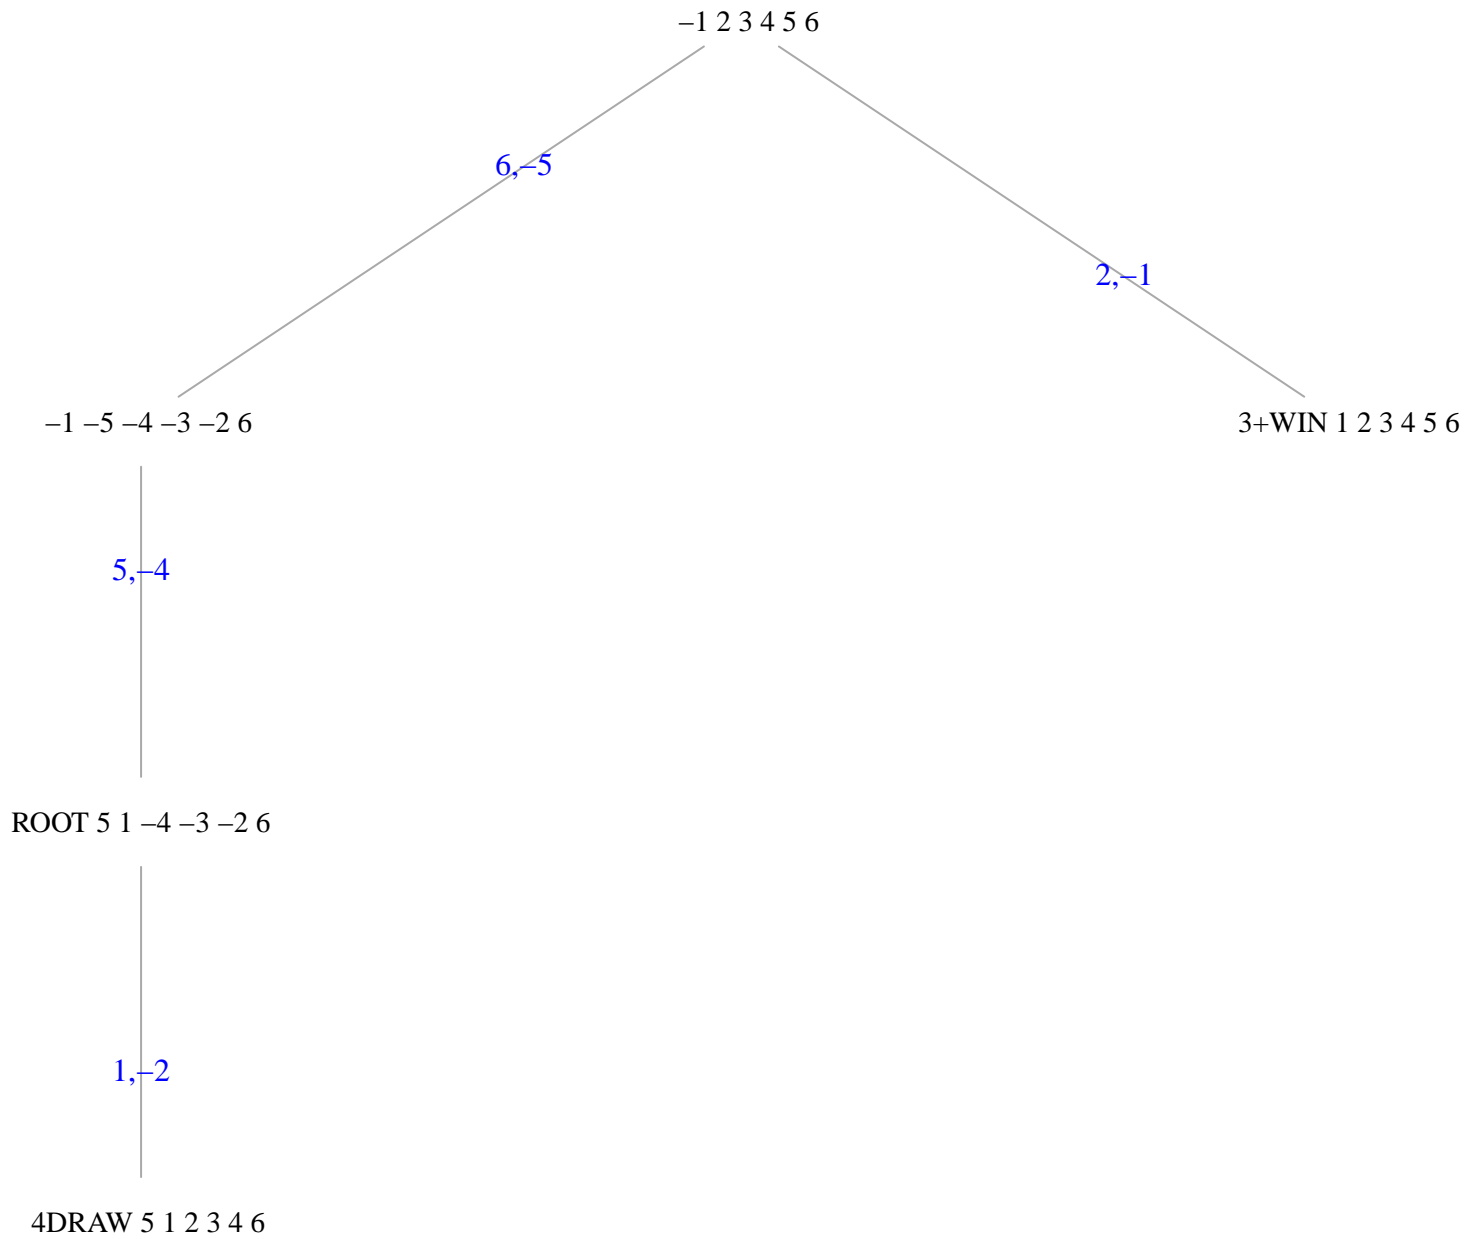 –1 2 3 4 5 6
6,–5
2,–1
–1 –5 –4 –3 –2 6
3+WIN 1 2 3 4 5 6
5,–4
ROOT 5 1 –4 –3 –2 6
1,–2
4DRAW 5 1 2 3 4 6